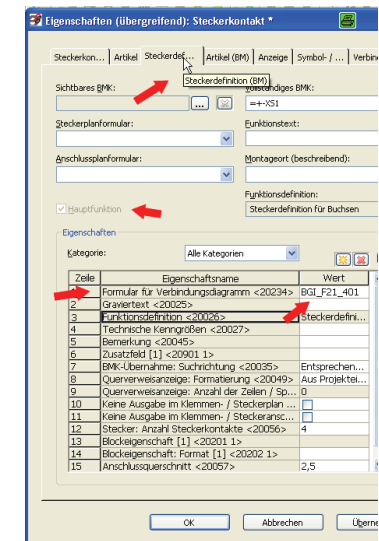 Eigenschaften (übergreifend): Steckerkontakt *
Steckerkon... Artikel Steckerdef... Artikel (BM) Anzeige Symbol- / ... Verbin
Steckerdefinition (BM)
Sichtbares BMK: Vollständiges BMK:
... =+-XS1
Steckerplanformular: Funktionstext:
Anschlussplanformular: Montageort (beschreibend):
Funktionsdefinition:
Hauptfunktion Steckerdefinition für Buchsen
Eigenschaften
Kategorie: Alle Kategorien
Zeile Eigenschaftsname Wert
Formular für Verbindungsdiagramm <20234> BGI_F21_401
2 Graviertext <20025>
3 Funktionsdefinition <20026> Steckerdefini...
4 Technische Kenngrößen <20027>
5 Bemerkung <20045>
6 Zusatzfeld [1] <20901 1>
7 BMK-Übernahme: Suchrichtung <20035> Entsprechen...
8 Querverweisanzeige: Formatierung <20049> Aus Projektei...
9 Querverweisanzeige: Anzahl der Zeilen / Sp... 0
10 Keine Ausgabe im Klemmen- / Steckerplan ...
11 Keine Ausgabe im Klemmen- / Steckeransc...
12 Stecker: Anzahl Steckerkontakte <20056> 4
13 Blockeigenschaft [1] <20201 1>
14 Blockeigenschaft: Format [1] <20202 1>
15 Anschlussquerschnitt <20057> 2,5
OK Abbrechen Überne